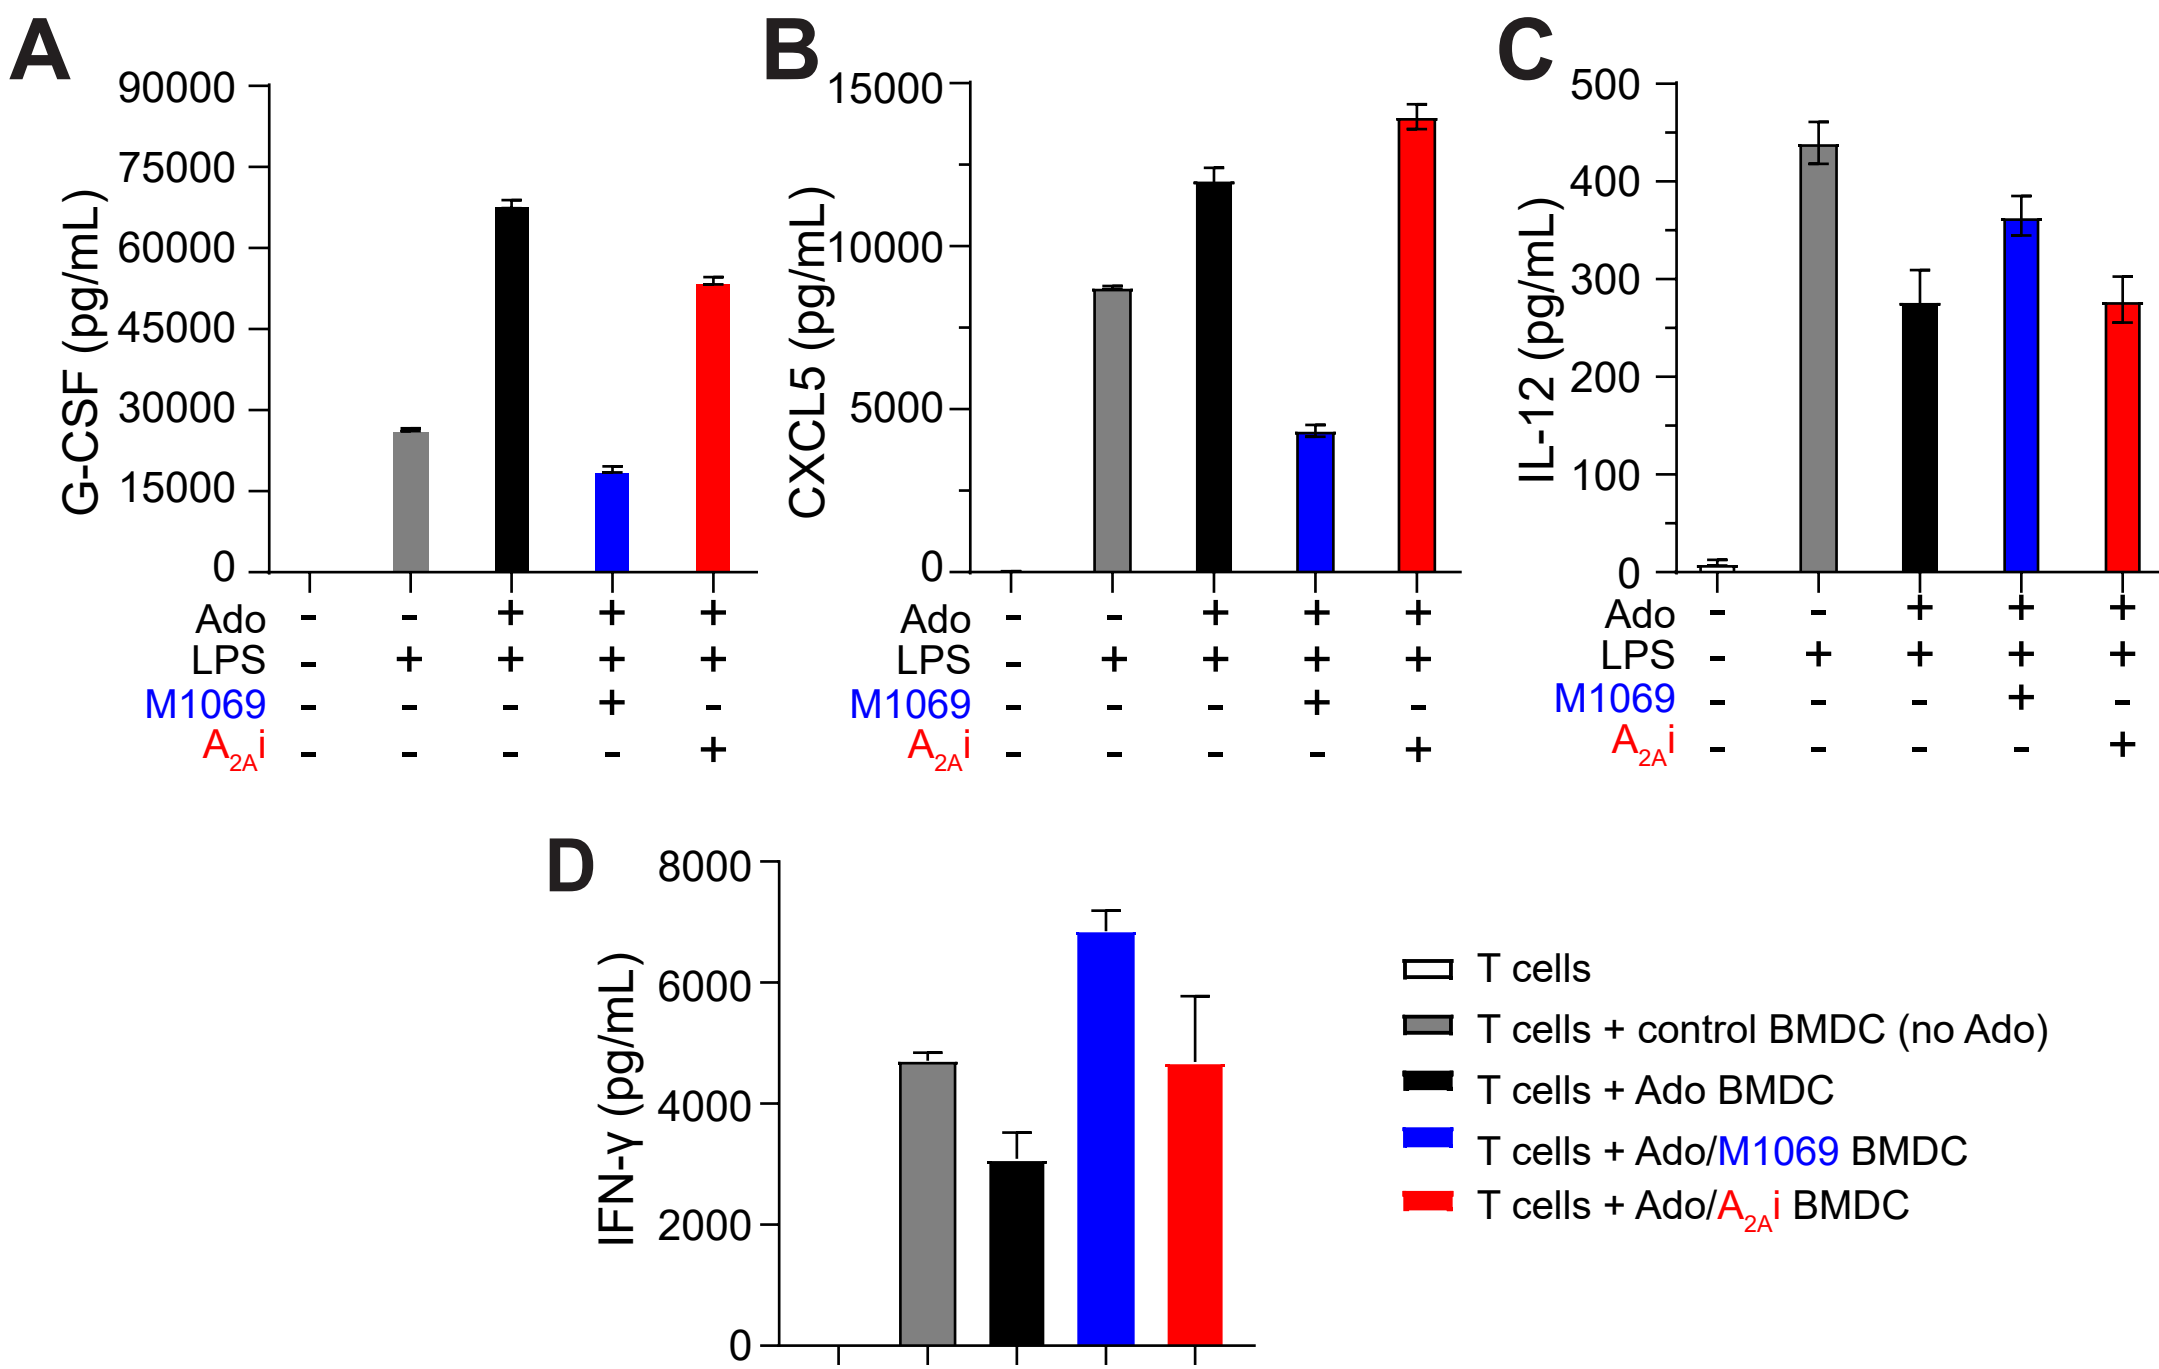 A
G-CSF (pg/mL)
90000
75000
60000
45000
30000
15000
0
Ado - - + + +
LPS - + + + +
M1069 - - - + -
A2Ai - - - - +
B
CXCL5 (pg/mL)
15000
10000
5000
0
Ado - - + + +
LPS - + + + +
M1069 - - - + -
A2Ai - - - - +
C
IL-12 (pg/mL)
500
400
300
200
100
0
Ado - - + + +
LPS - + + + +
M1069 - - - + -
A2Ai - - - - +
D
IFN-γ (pg/mL)
8000
6000
4000
2000
0
T cells
T cells + control BMDC (no Ado)
T cells + Ado BMDC
T cells + Ado/M1069 BMDC
T cells + Ado/A2Ai BMDC